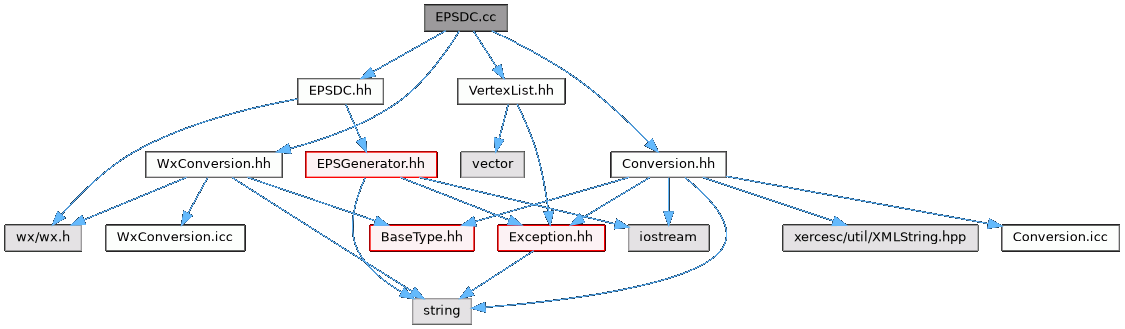 EPSDC.cc
EPSDC.hh
VertexList.hh
WxConversion.hh
EPSGenerator.hh
vector
Conversion.hh
wx/wx.h
WxConversion.icc
BaseType.hh
Exception.hh
iostream
xercesc/util/XMLString.hpp
Conversion.icc
string